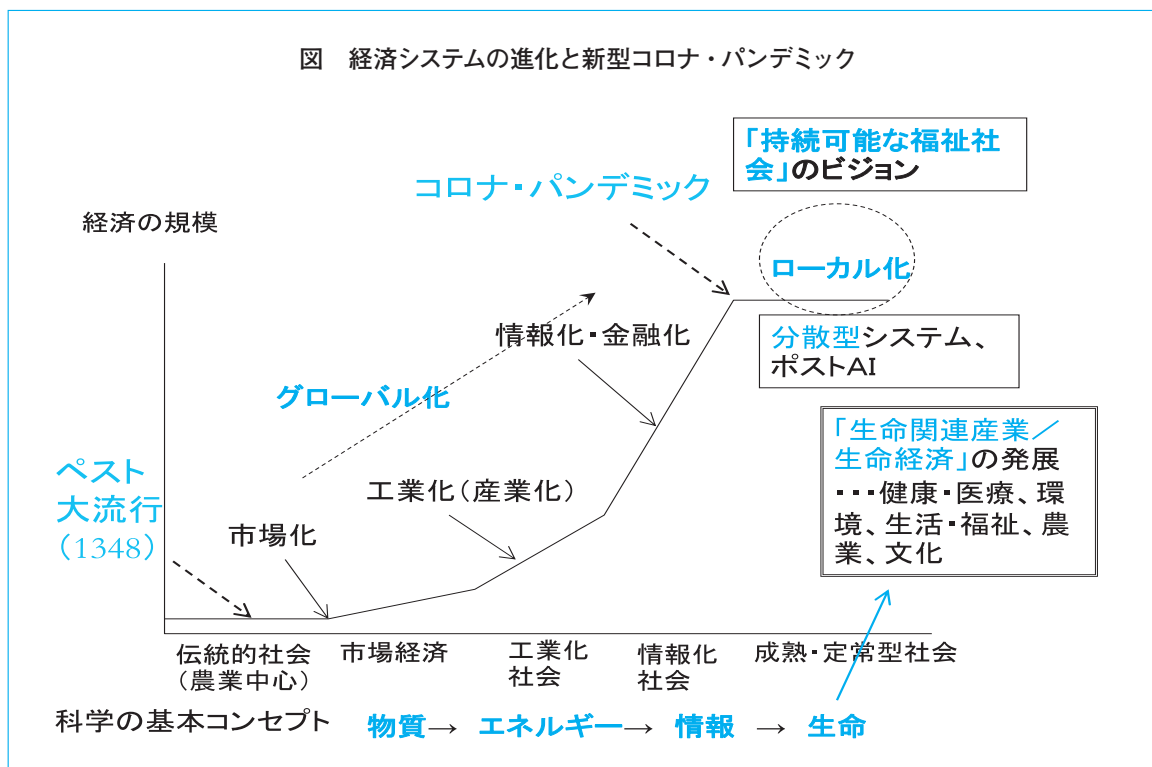 図　経済システムの進化と新型コロナ・パンデミック
「持続可能な福祉社
会」のビジョン
コロナ・パンデミック
経済の規模
ローカル化
情報化・金融化
分散型システム、
ポストAI
グローバル化
「生命関連産業／
生命経済」の発展
・・・健康・医療、環
境、生活・福祉、農
業、文化
ペスト
大流行
（1348）
工業化（産業化）
市場化
伝統的社会
（農業中心）
市場経済
工業化
社会
情報化
社会
成熟・定常型社会
科学の基本コンセプト　物質→　エネルギー→　情報　→　生命